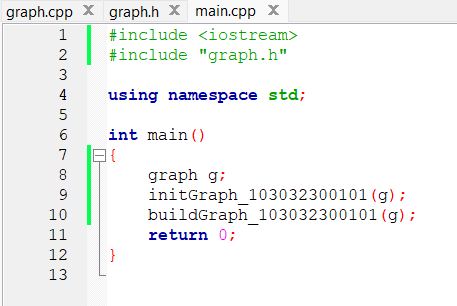 graph.cpp X graph.h X main.cpp X
1 #include <iostream>
2 #include "graph.h"
3
4 using namespace std;
5
6 int main()
7 {
8 graph g;
9 initGraph_103032300101(g);
10 buildGraph_103032300101(g);
11 return 0;
12 }
13